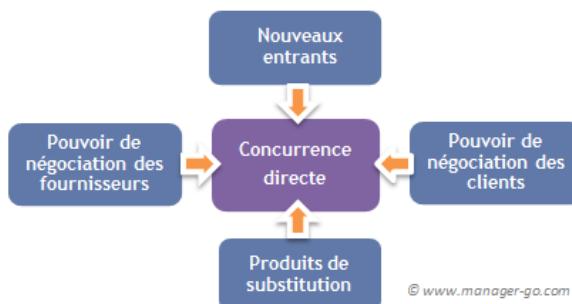 Nouveaux
entrants
Pouvoir de
négociation des
fournisseurs
Concurrence
directe
Pouvoir de
négociation des
clients
Produits de
substitution
© www.manager-go.com